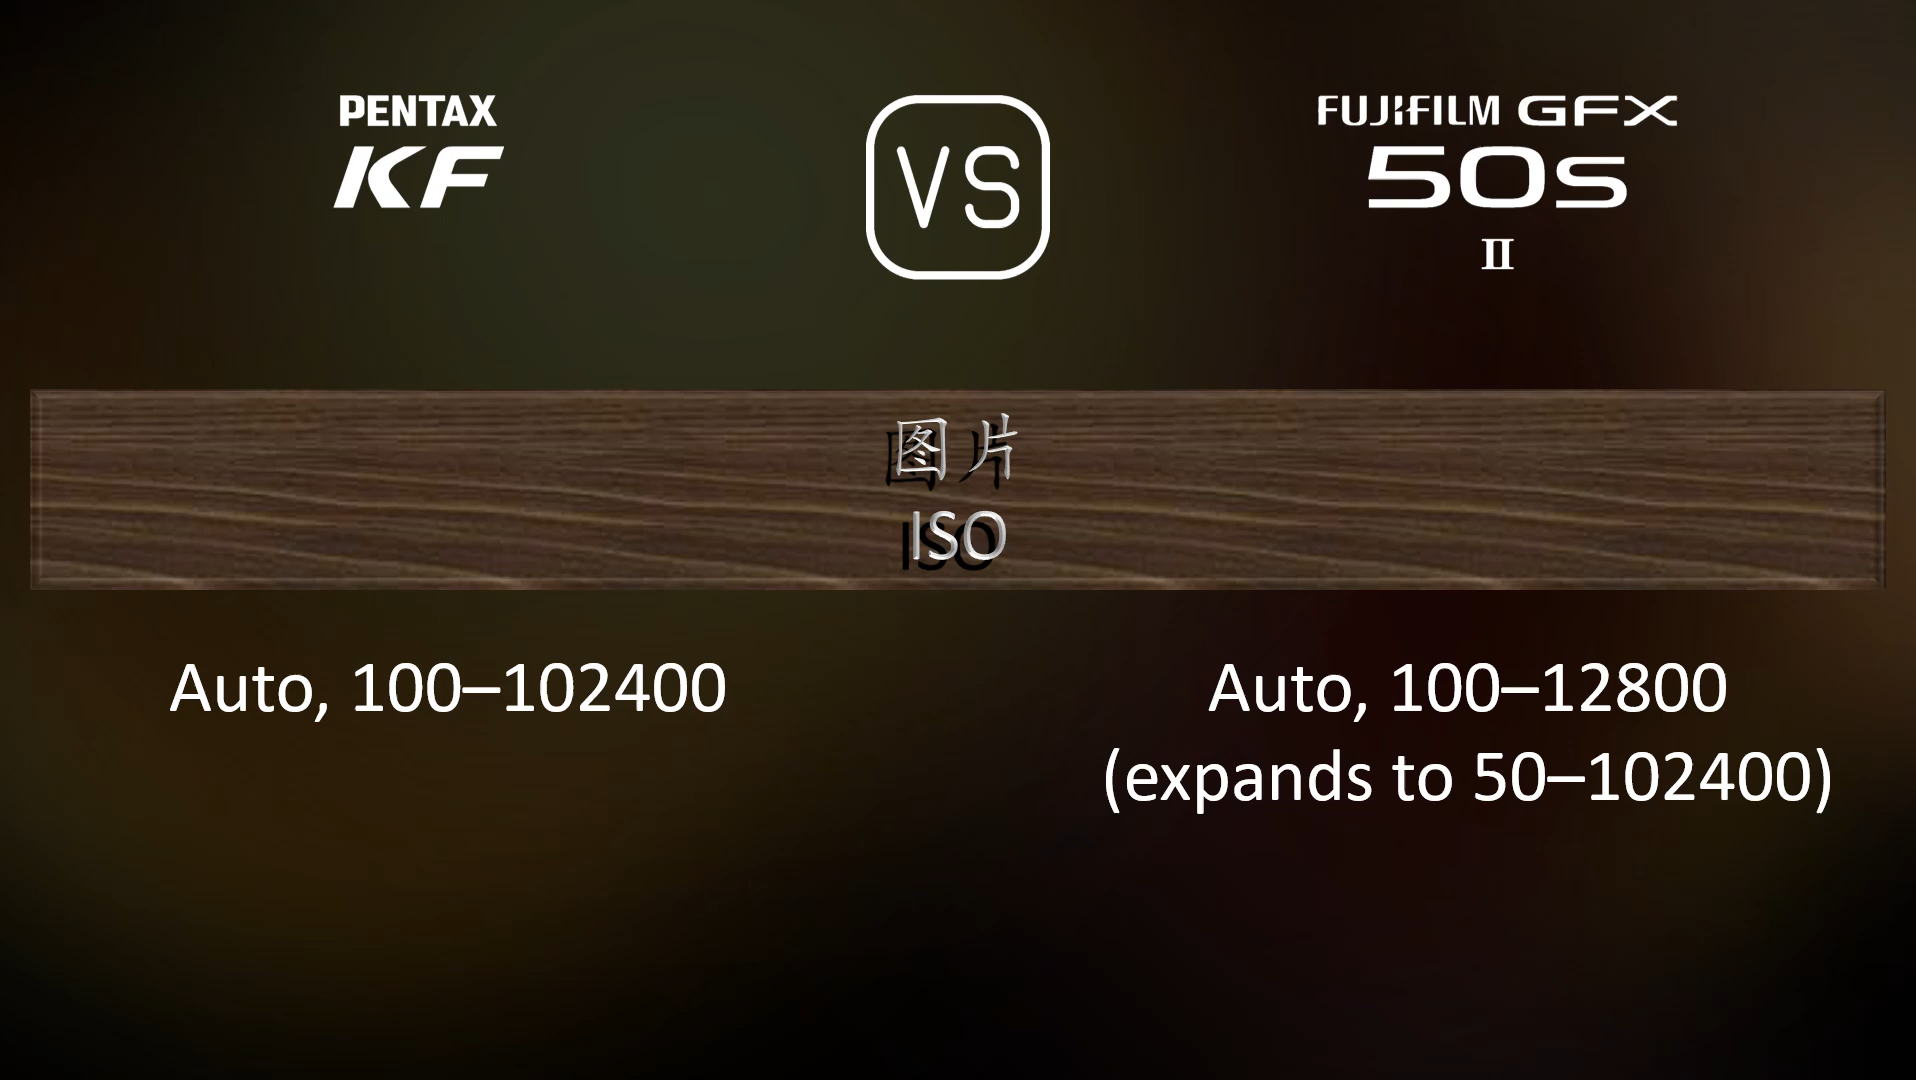 PENTAX
KF
VS
FUJIFILM GFX
50s
II
图片
ISO
Auto, 100–102400
Auto, 100–12800
(expands to 50–102400)